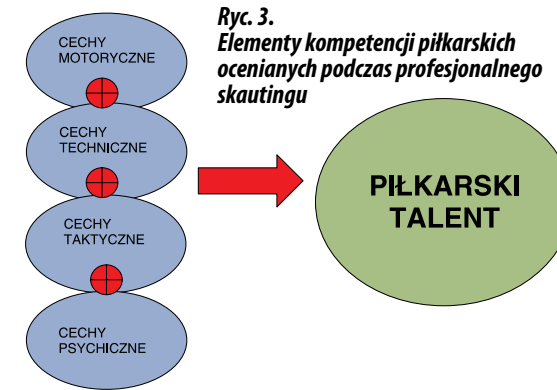 Ryc. 3.
Elementy kompetencji piłkarskich
ocenianych podczas profesjonalnego
skautingu
CECHY
MOTORYCZNE
CECHY
TECHNICZNE
CECHY
TAKTYCZNE
CECHY
PSYCHICZNE
PIŁKARSKI
TALENT